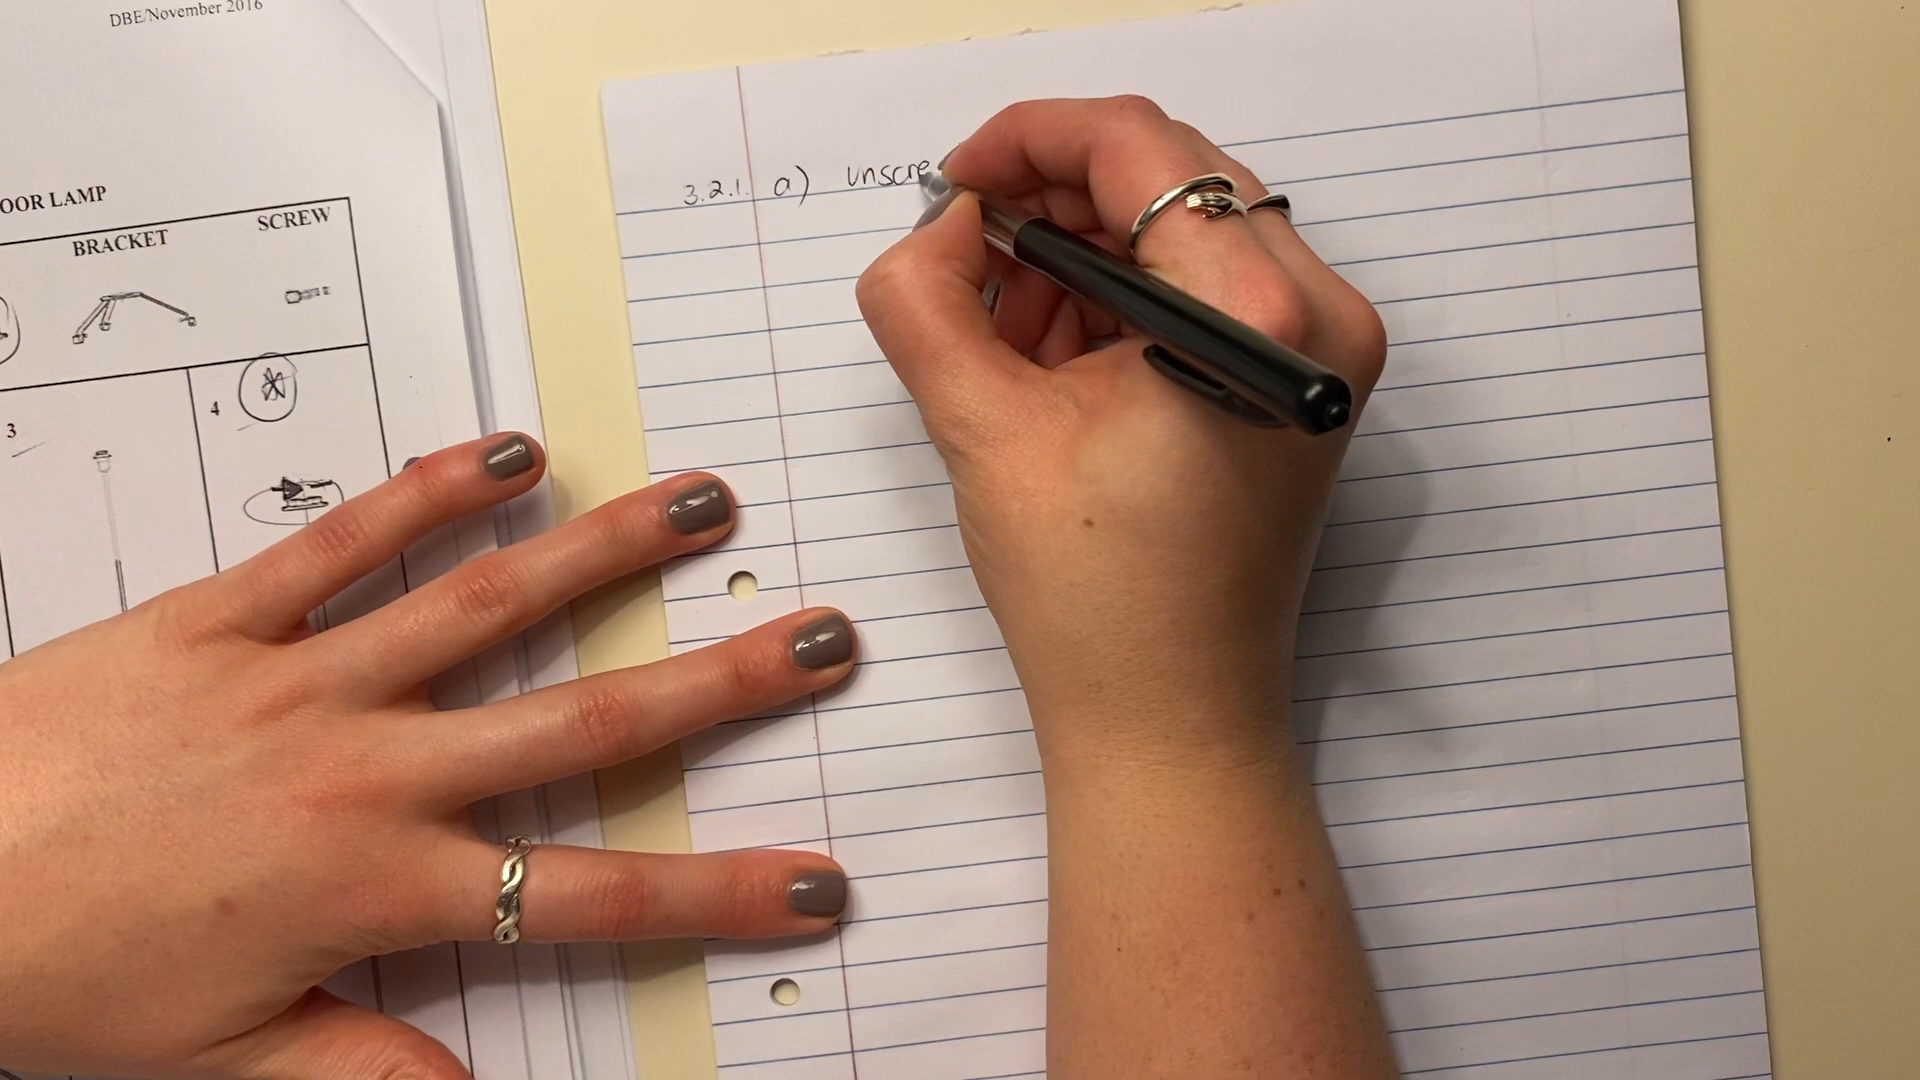 DBE/November 2016
OOR LAMP
BRACKET
SCREW
3
4
3.2.1. a) Unscre